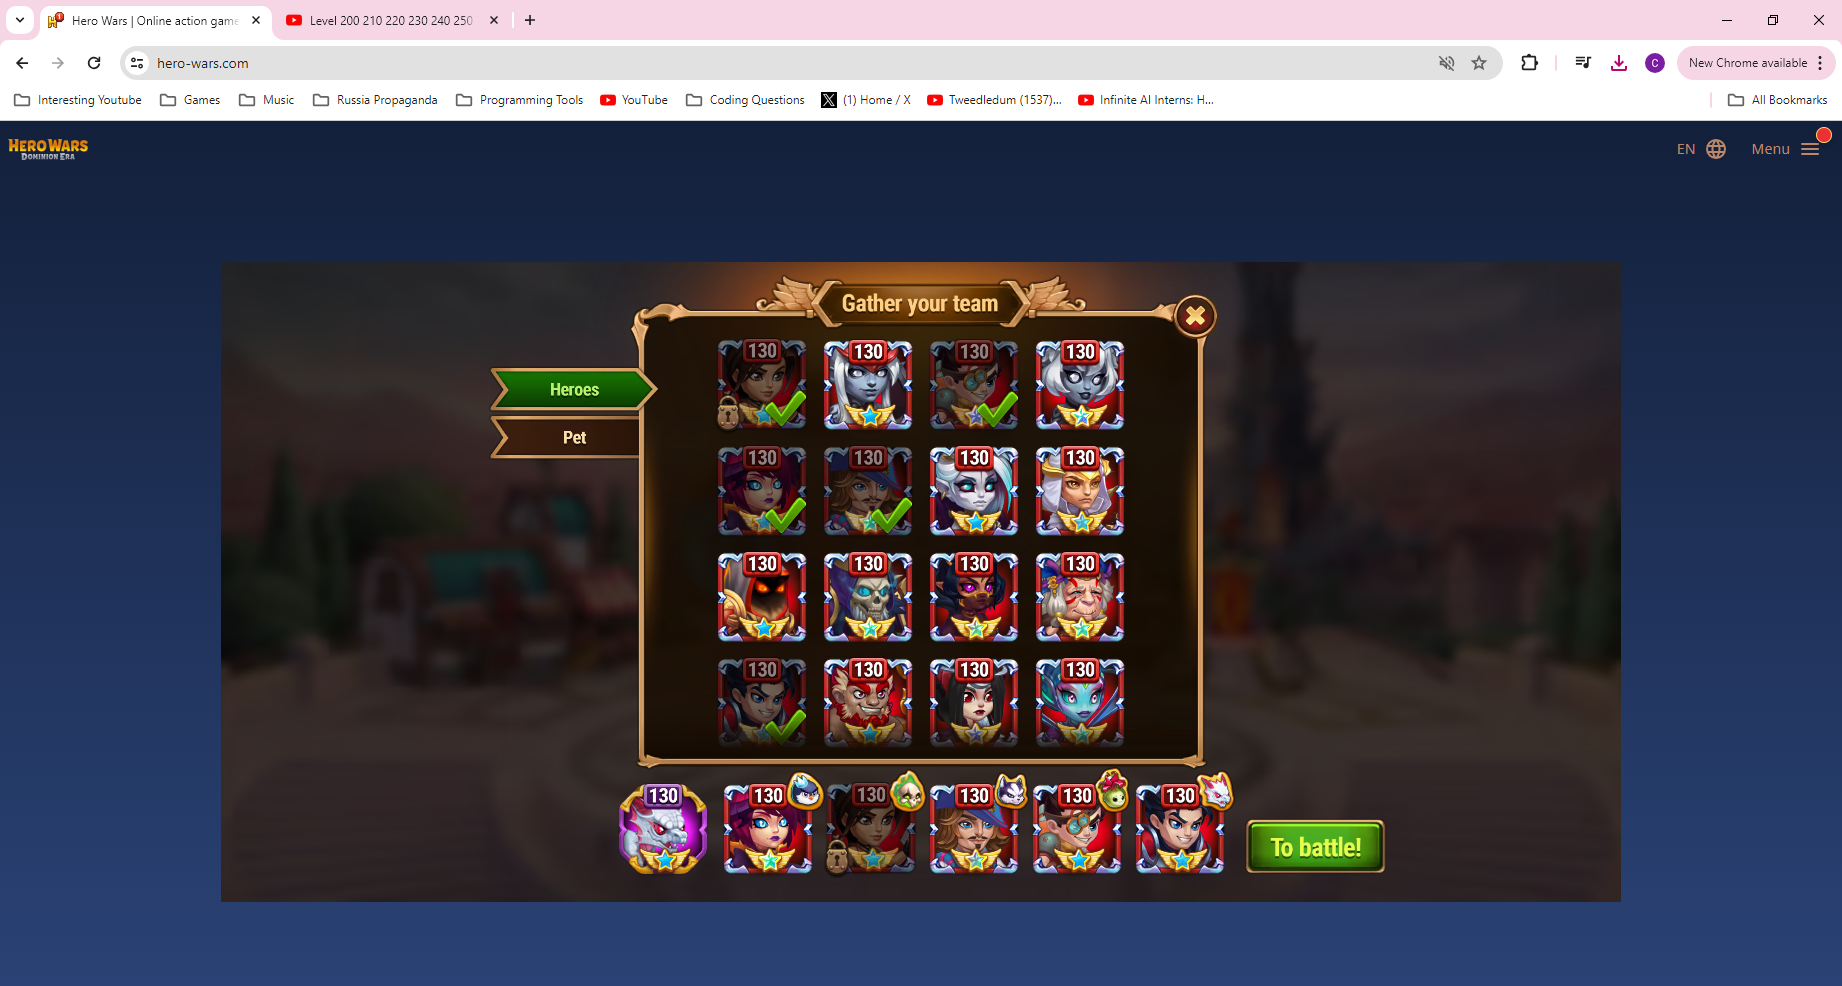 Hero Wars | Online action game
Level 200 210 220 230 240 250
hero-wars.com
C
New Chrome available
Interesting Youtube
Games
Music
Russia Propaganda
Programming Tools
YouTube
Coding Questions
(1) Home / X
Tweedledum (1537)...
Infinite AI Interns: H...
All Bookmarks
HERO WARS
DOMINION ERA
EN
Menu
Gather your team
Heroes
Pet
130 130 130 130
130 130 130 130
130 130 130 130
130 130 130 130
130 130 130 130 130 130
To battle!